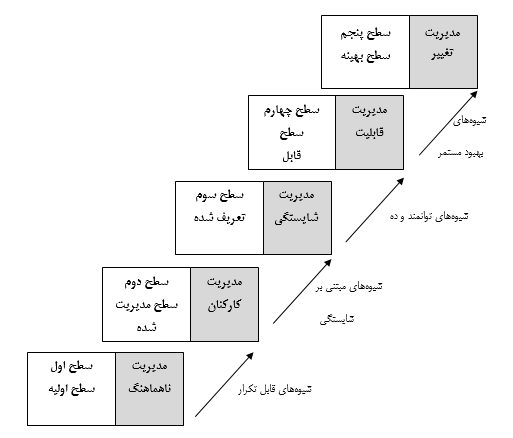 مدیریت
تغییر
سطح پنجم
سطح بهینه
مدیریت
قابلیت
سطح چهارم
سطح
قابل
شیوه‌های
بهبود مستمر
مدیریت
شایستگی
سطح سوم
تعریف شده
شیوه‌های توانمند و ده
مدیریت
کارکنان
سطح دوم
سطح مدیریت
شده
شیوه‌های مبتنی بر
شایستگی
مدیریت
ناهماهنگ
سطح اول
سطح اولیه
شیوه‌های قابل تکرار